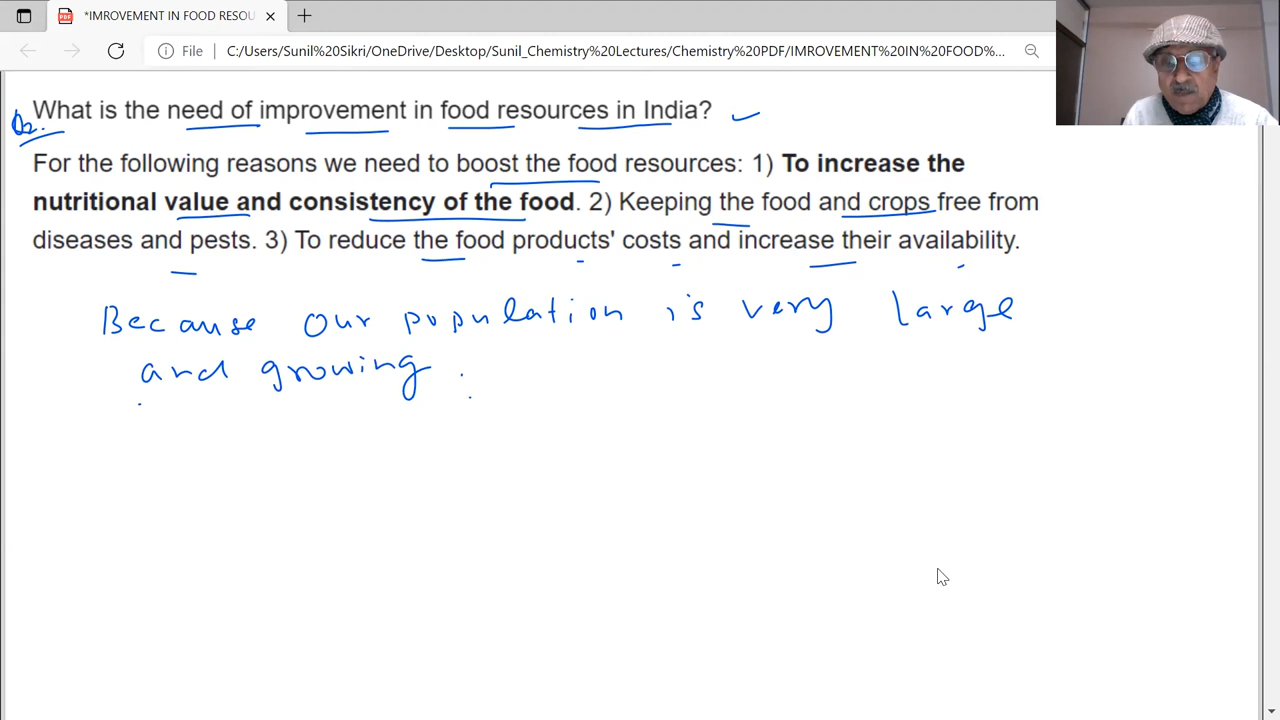 *IMROVEMENT IN FOOD RESOU
File C:/Users/Sunil%20Sikri/OneDrive/Desktop/Sunil_Chemistry%20Lectures/Chemistry%20PDF/IMROVEMENT%20IN%20FOOD%...
Q2. What is the need of improvement in food resources in India?
For the following reasons we need to boost the food resources: 1) To increase the
nutritional value and consistency of the food. 2) Keeping the food and crops free from
diseases and pests. 3) To reduce the food products' costs and increase their availability.
Because our population is very large
and growing.